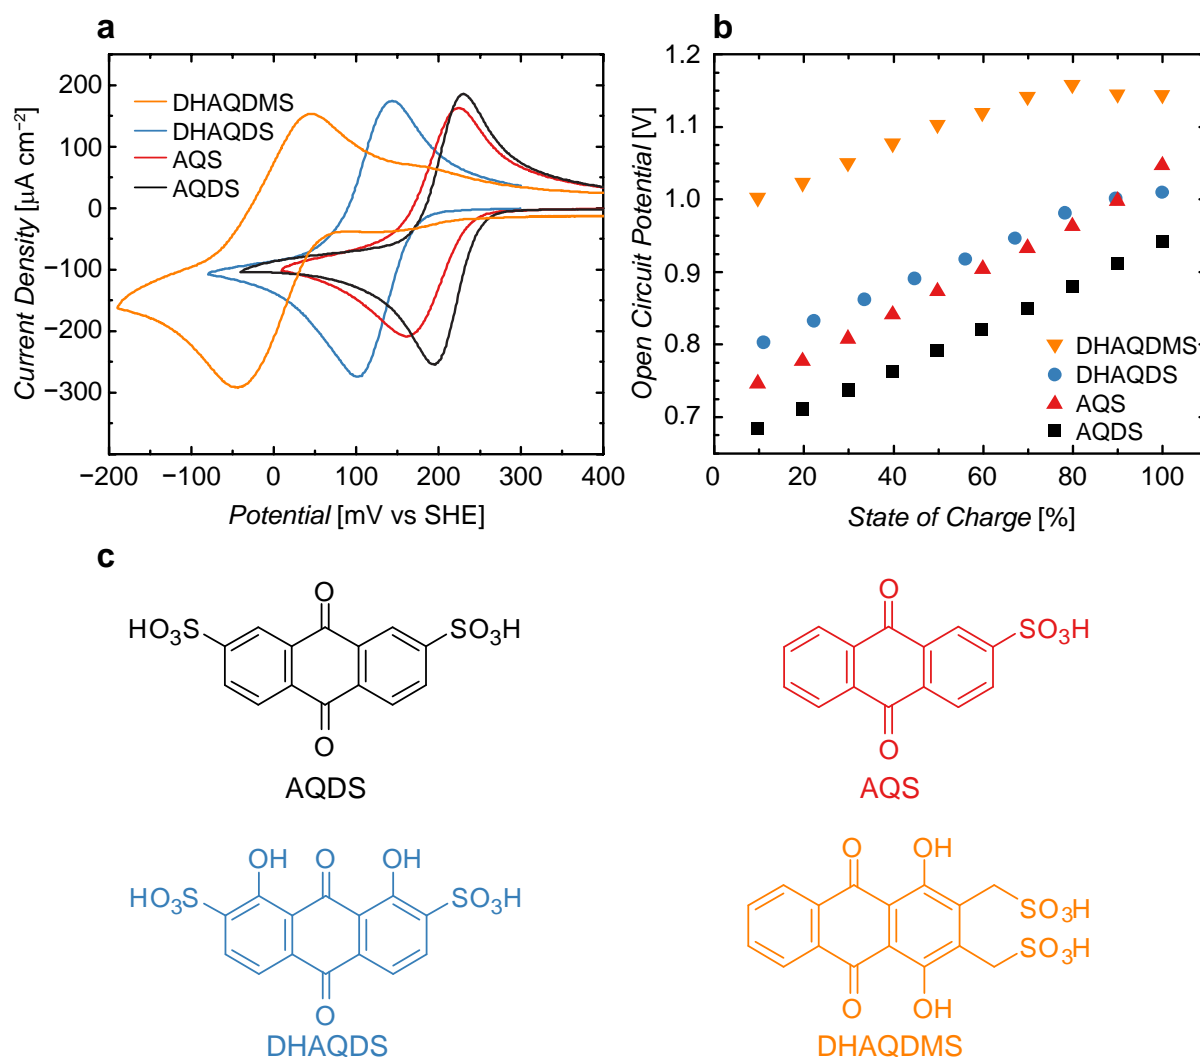 a
Current Density [µA cm⁻²]
200
100
0
−100
−200
−300
DHAQDMS
DHAQDS
AQS
AQDS
−200 −100 0 100 200 300 400
Potential [mV vs SHE]
b
Open Circuit Potential [V]
1.2
1.1
1.0
0.9
0.8
0.7
DHAQDMS
DHAQDS
AQS
AQDS
0 20 40 60 80 100
State of Charge [%]
c
O
HO₃S SO₃H
O
AQDS
O
SO₃H
O
AQS
OH O OH
HO₃S SO₃H
O
DHAQDS
O OH
SO₃H
SO₃H
O OH
DHAQDMS